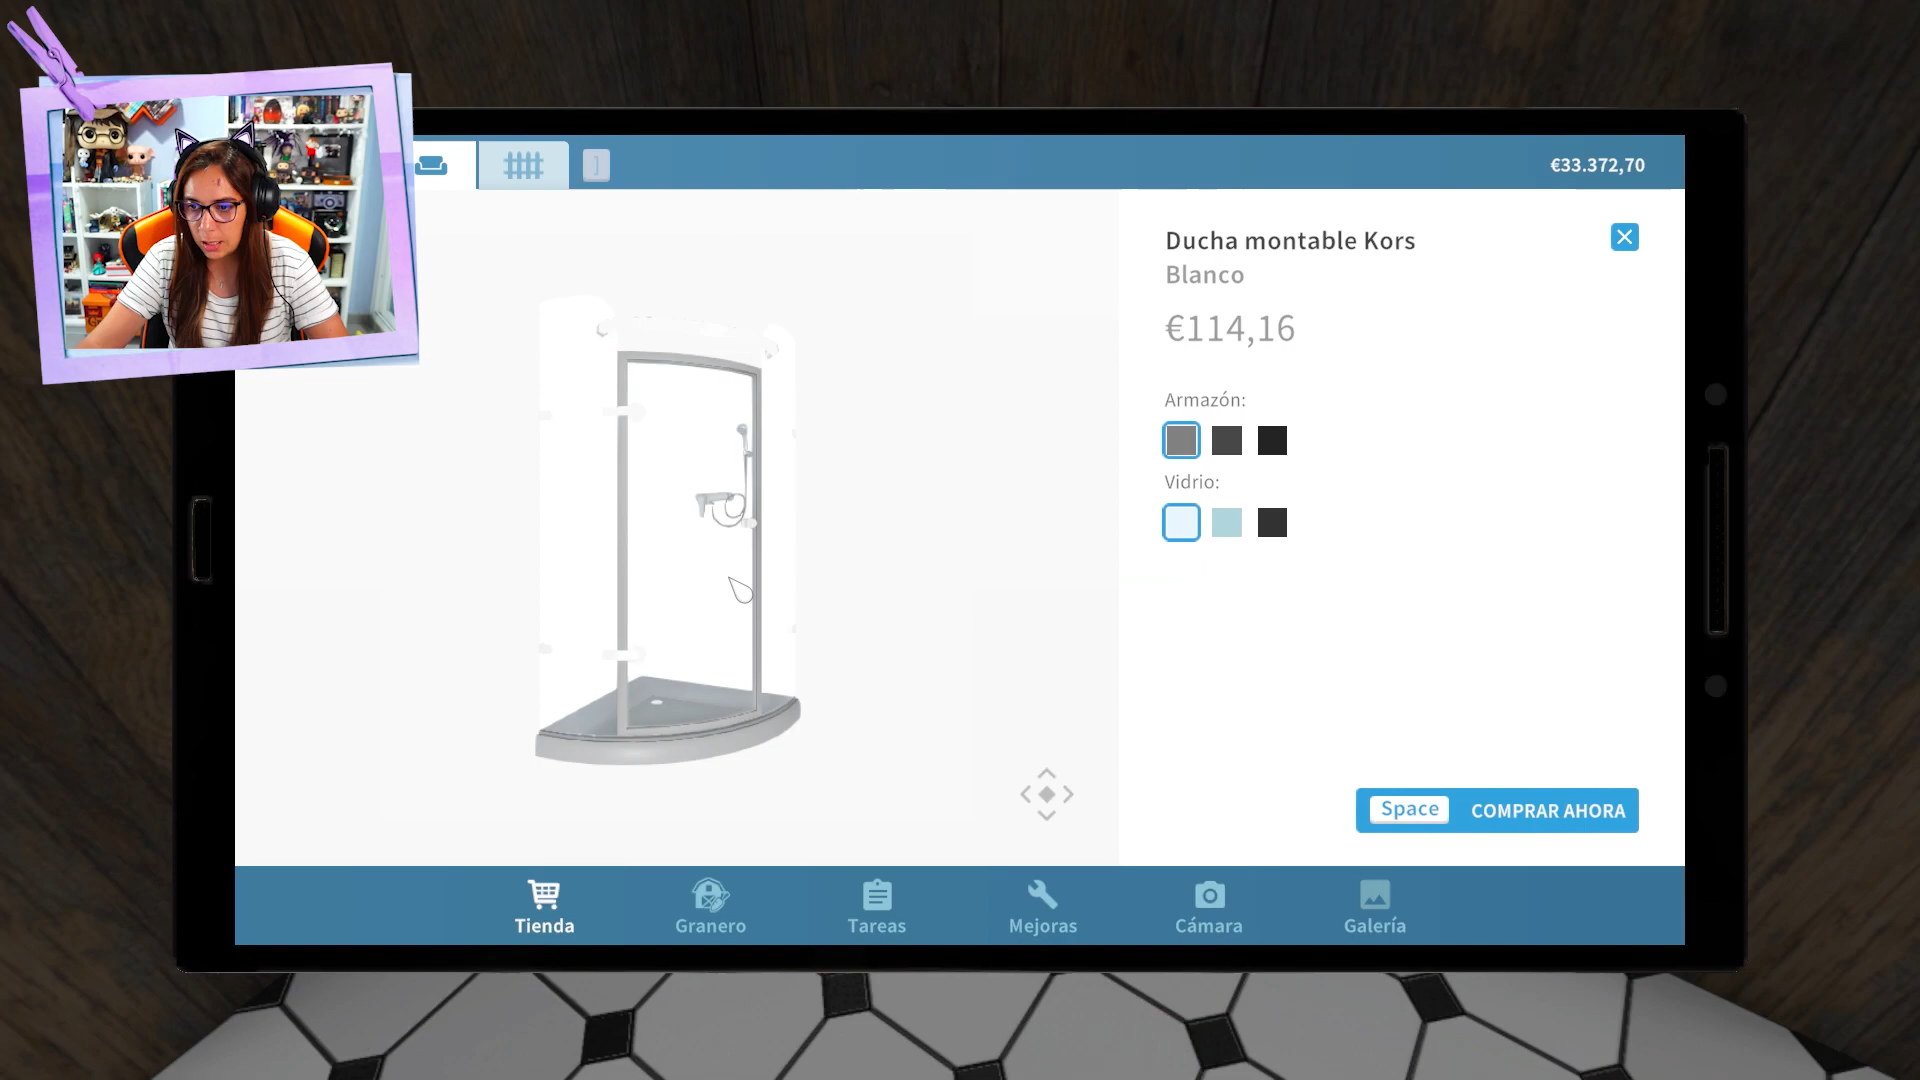 ]
€33.372,70
Ducha montable Kors
Blanco
€114,16
Armazón:
Vidrio:
Space COMPRAR AHORA
Tienda
Granero
Tareas
Mejoras
Cámara
Galería